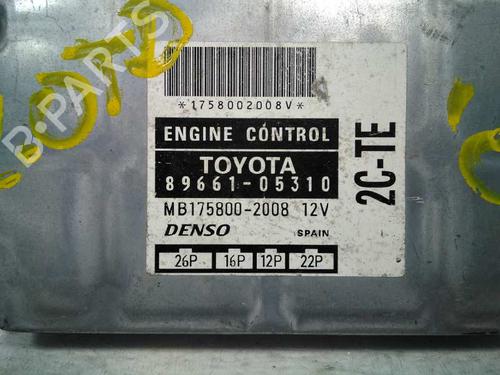 *1758002008V*
ENGINE CONTROL
TOYOTA
89661-05310
MB175800-2008 12V
DENSO SPAIN
26P 16P 12P 22P
2C-TE
B-PARTS